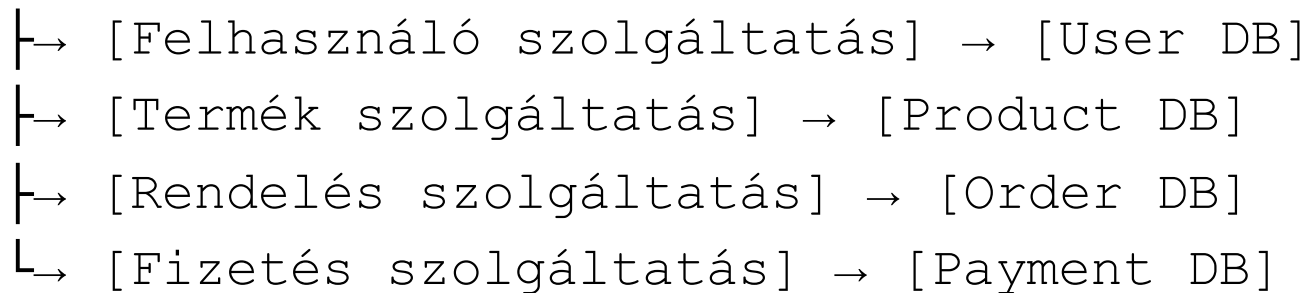 ├→ [Felhasználó szolgáltatás] → [User DB]
├→ [Termék szolgáltatás] → [Product DB]
├→ [Rendelés szolgáltatás] → [Order DB]
└→ [Fizetés szolgáltatás] → [Payment DB]